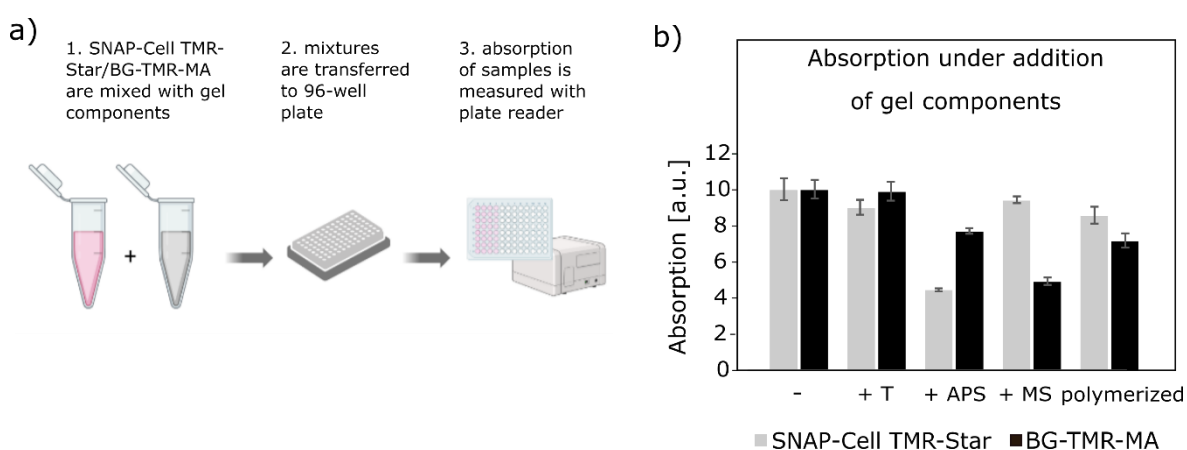 a)
1. SNAP-Cell TMR-
Star/BG-TMR-MA
are mixed with gel
components
2. mixtures
are transferred
to 96-well
plate
3. absorption
of samples is
measured with
plate reader
+
b)
Absorption under addition
of gel components
Absorption [a.u.]
12
10
8
6
4
2
0
- + T + APS + MS polymerized
SNAP-Cell TMR-Star BG-TMR-MA